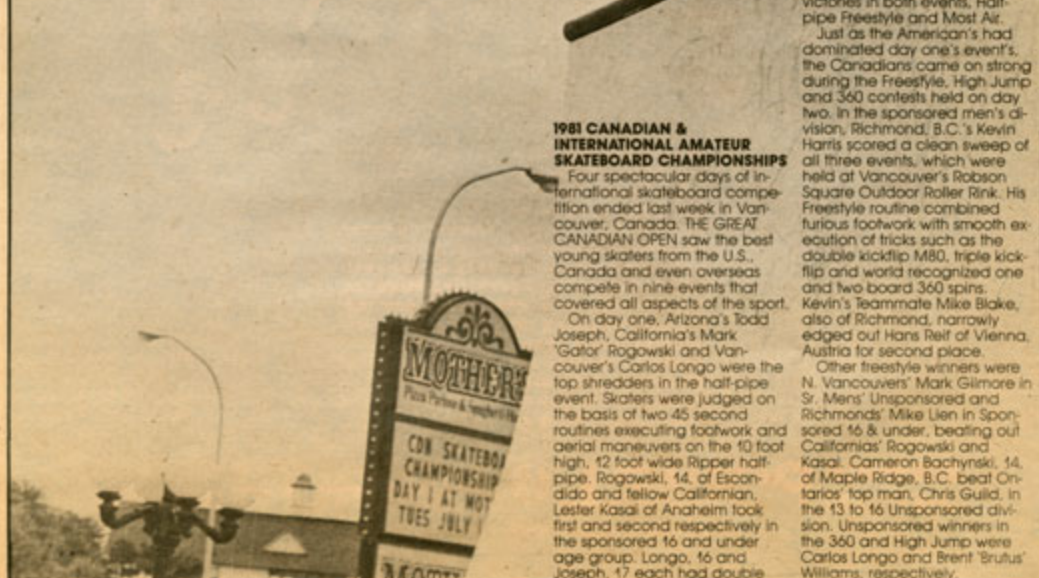 MOTHER'S
Pizza Parlour & Spaghetti
CDN SKATEBOA
CHAMPIONSHIP
DAY 1 AT MOT
TUES JULY 1
1981 CANADIAN &
INTERNATIONAL AMATEUR
SKATEBOARD CHAMPIONSHIPS
Four spectacular days of in-
ternational skateboard compe-
tition ended last week in Van-
couver, Canada. THE GREAT
CANADIAN OPEN saw the best
young skaters from the U.S.,
Canada and even overseas
compete in nine events that
covered all aspects of the sport.
On day one, Arizona's Todd
Joseph, California's Mark
'Gator' Rogowski and Van-
couver's Carlos Longo were the
top shredders in the half-pipe
event. Skaters were judged on
the basis of two 45 second
routines executing footwork and
aerial maneuvers on the 10 foot
high, 12 foot wide Ripper half-
pipe. Rogowski, 14, of Escon-
dido and fellow Californian,
Lester Kasai of Anaheim took
first and second respectively in
the sponsored 16 and under
age group. Longo, 16 and
Joseph, 17 each had double
victories in both events, Half-
pipe Freestyle and Most Air.
Just as the American's had
dominated day one's event's,
the Canadians came on strong
during the Freestyle, High Jump
and 360 contests held on day
two. In the sponsored men's di-
vision, Richmond, B.C.'s Kevin
Harris scored a clean sweep of
all three events, which were
held at Vancouver's Robson
Square Outdoor Roller Rink. His
Freestyle routine combined
furious footwork with smooth ex-
ecution of tricks such as the
double kickflip M80, triple kick-
flip and world recognized one
and two board 360 spins.
Kevin's Teammate Mike Blake,
also of Richmond, narrowly
edged out Hans Reif of Vienna,
Austria for second place.
Other freestyle winners were
N. Vancouvers' Mark Gilmore in
Sr. Mens' Unsponsored and
Richmonds' Mike Lien in Spon-
sored 16 & under, beating out
Californias' Rogowski and
Kasai. Cameron Bachynski, 14,
of Maple Ridge, B.C. beat On-
tarios' top man, Chris Guild, in
the 13 to 16 Unsponsored divi-
sion. Unsponsored winners in
the 360 and High Jump were
Carlos Longo and Brent 'Brutus'
Williams, respectively.